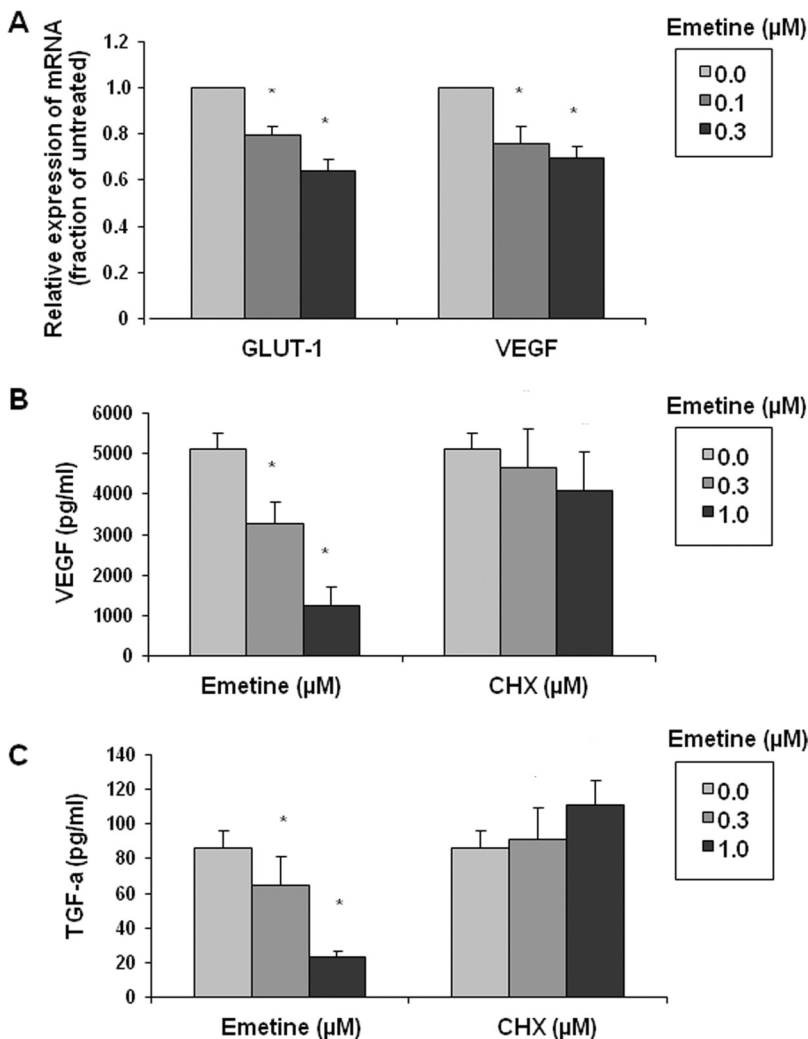 A
Relative expression of mRNA
(fraction of untreated)
1.2
1.0
0.8
0.6
0.4
0.2
0
* * * *
GLUT-1 VEGF
Emetine (µM)
0.0
0.1
0.3
B
VEGF (pg/ml)
6000
5000
4000
3000
2000
1000
0
* *
Emetine (µM) CHX (µM)
Emetine (µM)
0.0
0.3
1.0
C
TGF-a (pg/ml)
140
120
100
80
60
40
20
0
* *
Emetine (µM) CHX (µM)
Emetine (µM)
0.0
0.3
1.0